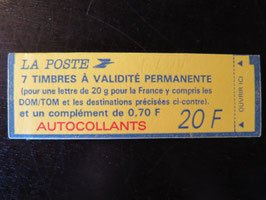 LA POSTE
7 TIMBRES À VALIDITÉ PERMANENTE
(pour une lettre de 20 g pour la France y compris les
DOM/TOM et les destinations précisées ci-contre).
et un complément de 0,70 F
AUTOCOLLANTS
20 F
OUVRIR ICI